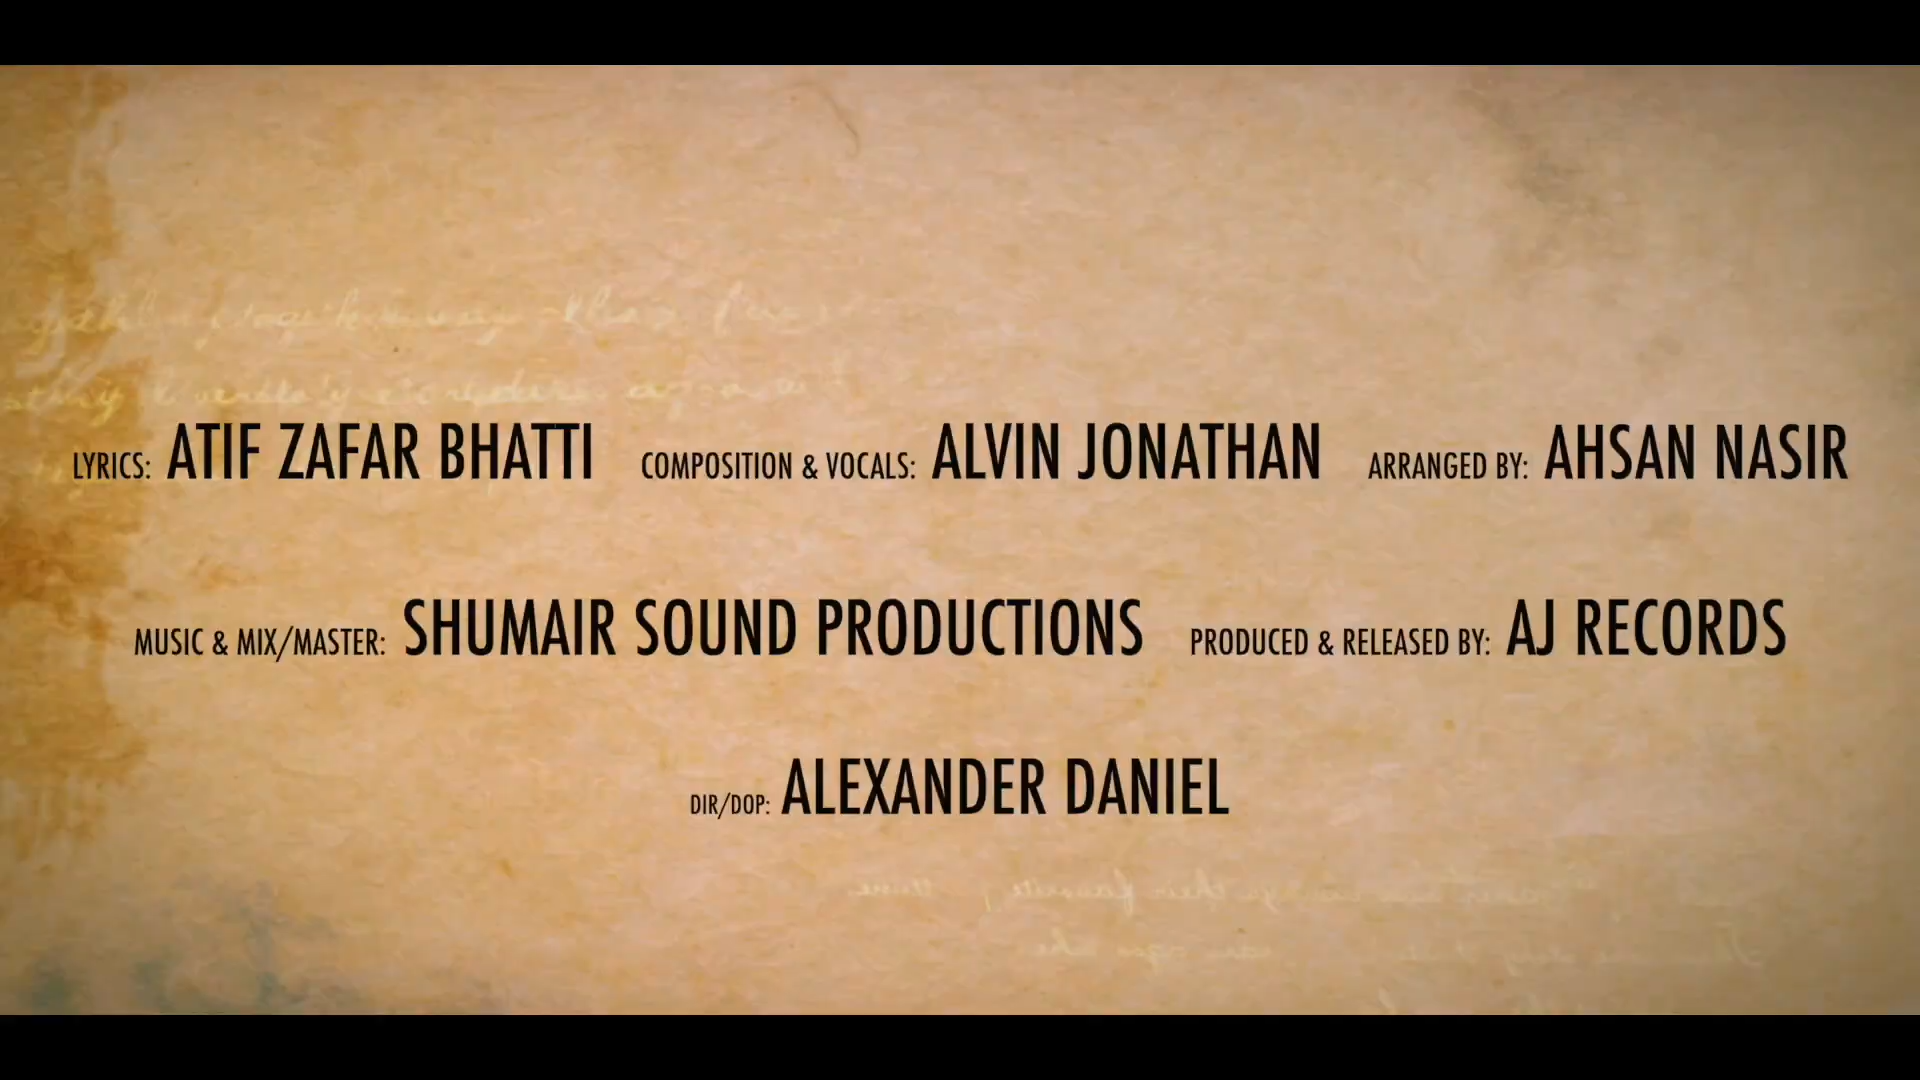 LYRICS: ATIF ZAFAR BHATTI COMPOSITION & VOCALS: ALVIN JONATHAN ARRANGED BY: AHSAN NASIR
MUSIC & MIX/MASTER: SHUMAIR SOUND PRODUCTIONS PRODUCED & RELEASED BY: AJ RECORDS
DIR/DOP: ALEXANDER DANIEL